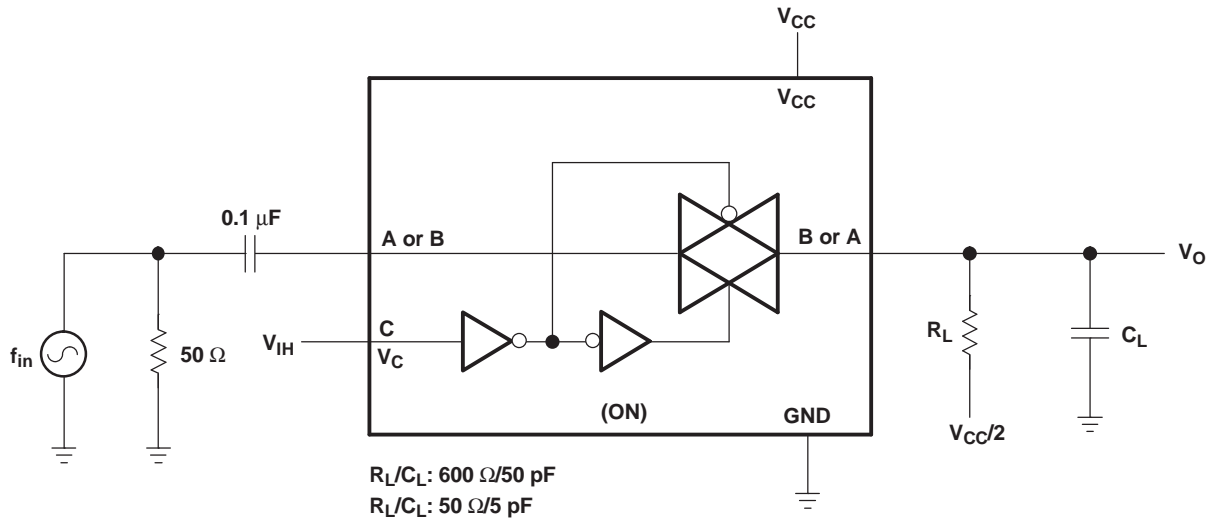 VCC
VCC
0.1 μF
A or B
B or A
VO
fin
50 Ω
VIH
C
VC
RL
CL
(ON)
GND
VCC/2
RL/CL: 600 Ω/50 pF
RL/CL: 50 Ω/5 pF